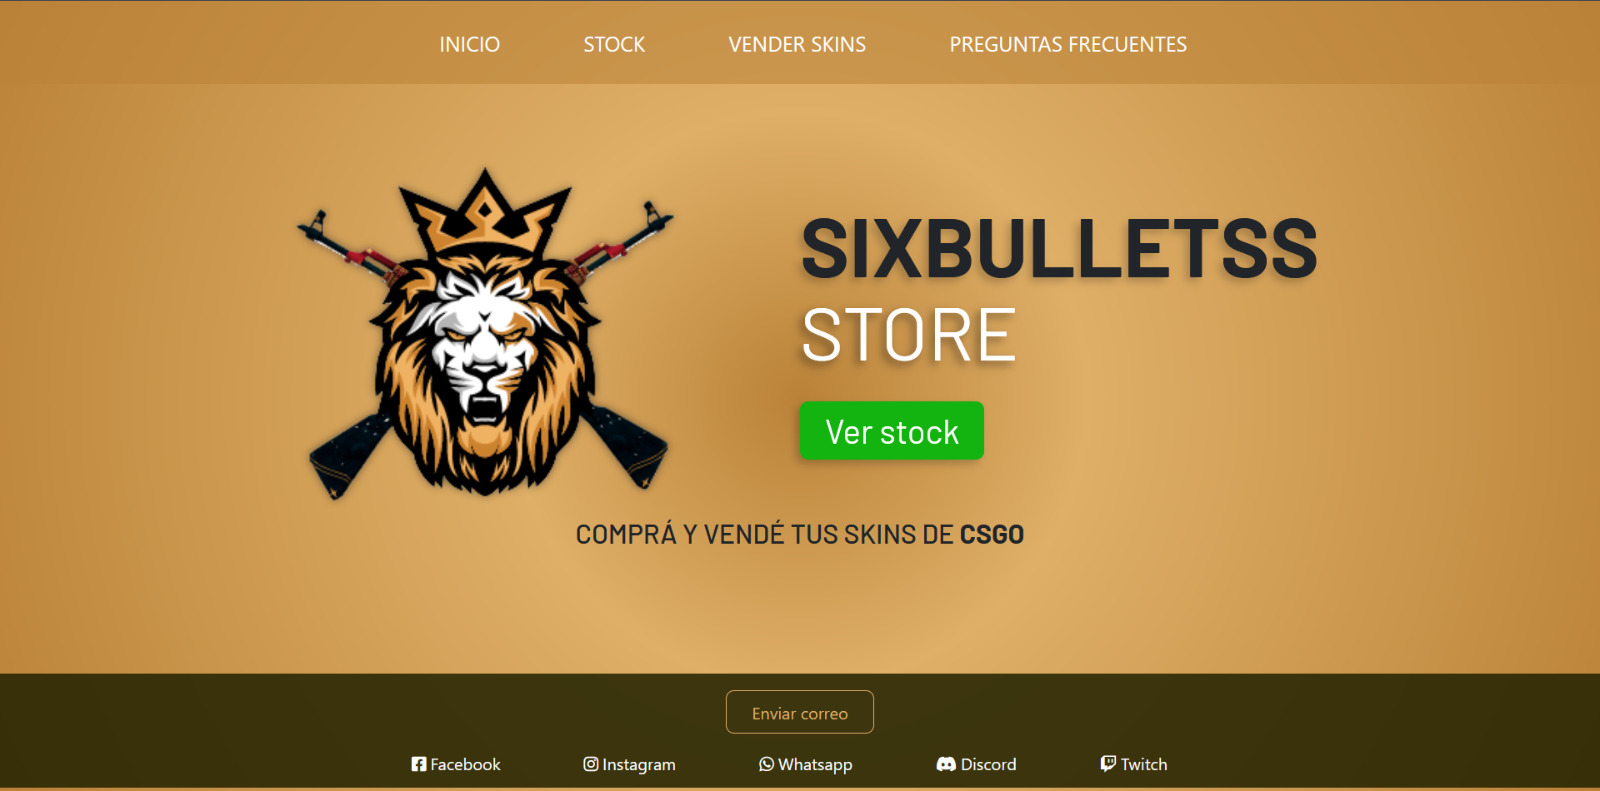 INICIO STOCK VENDER SKINS PREGUNTAS FRECUENTES
SIXBULLETSS
STORE
Ver stock
COMPRÁ Y VENDÉ TUS SKINS DE CSGO
Enviar correo
Facebook Instagram Whatsapp Discord Twitch